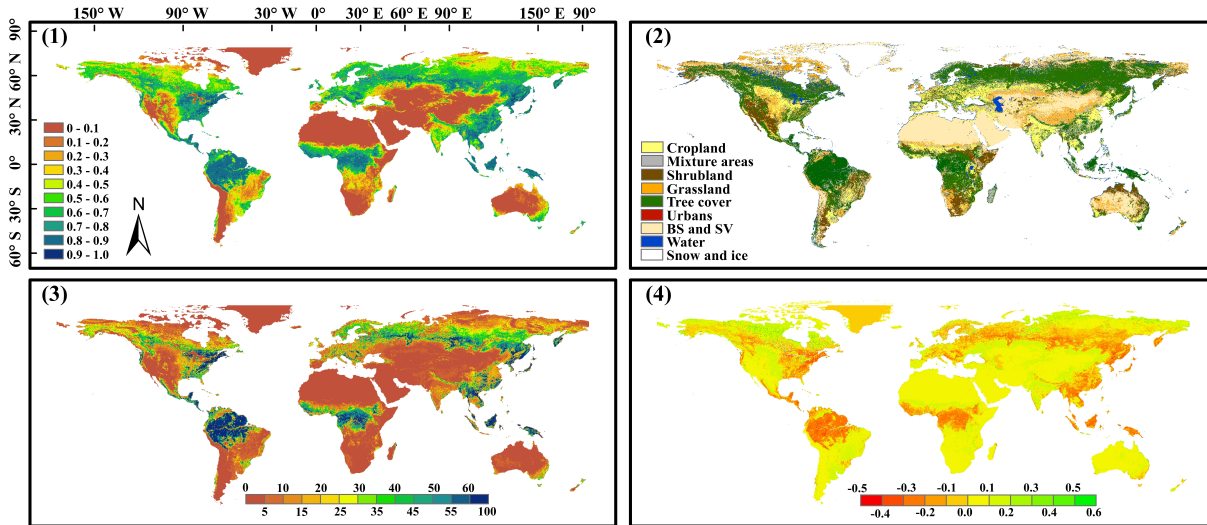 150° W 90° W 30° W 0° 30° E 60° E 90° E 150° E 90°
90° N
60° N
30° N
0°
30° S
60° S
(1)
0 - 0.1
0.1 - 0.2
0.2 - 0.3
0.3 - 0.4
0.4 - 0.5
0.5 - 0.6
0.6 - 0.7
0.7 - 0.8
0.8 - 0.9
0.9 - 1.0
N
(2)
Cropland
Mixture areas
Shrubland
Grassland
Tree cover
Urbans
BS and SV
Water
Snow and ice
(3)
0 10 20 30 40 50 60
5 15 25 35 45 55 100
(4)
-0.5 -0.3 -0.1 0.1 0.3 0.5
-0.4 -0.2 0.0 0.2 0.4 0.6